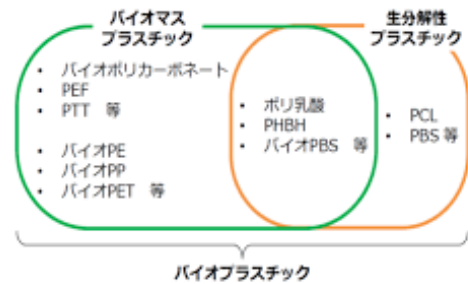 バイオマス
プラスチック
生分解性
プラスチック
• バイオポリカーボネート
• PEF
• PTT 等
• バイオPE
• バイオPP
• バイオPET 等
• ポリ乳酸
• PHBH
• バイオPBS 等
• PCL
• PBS 等
バイオプラスチック